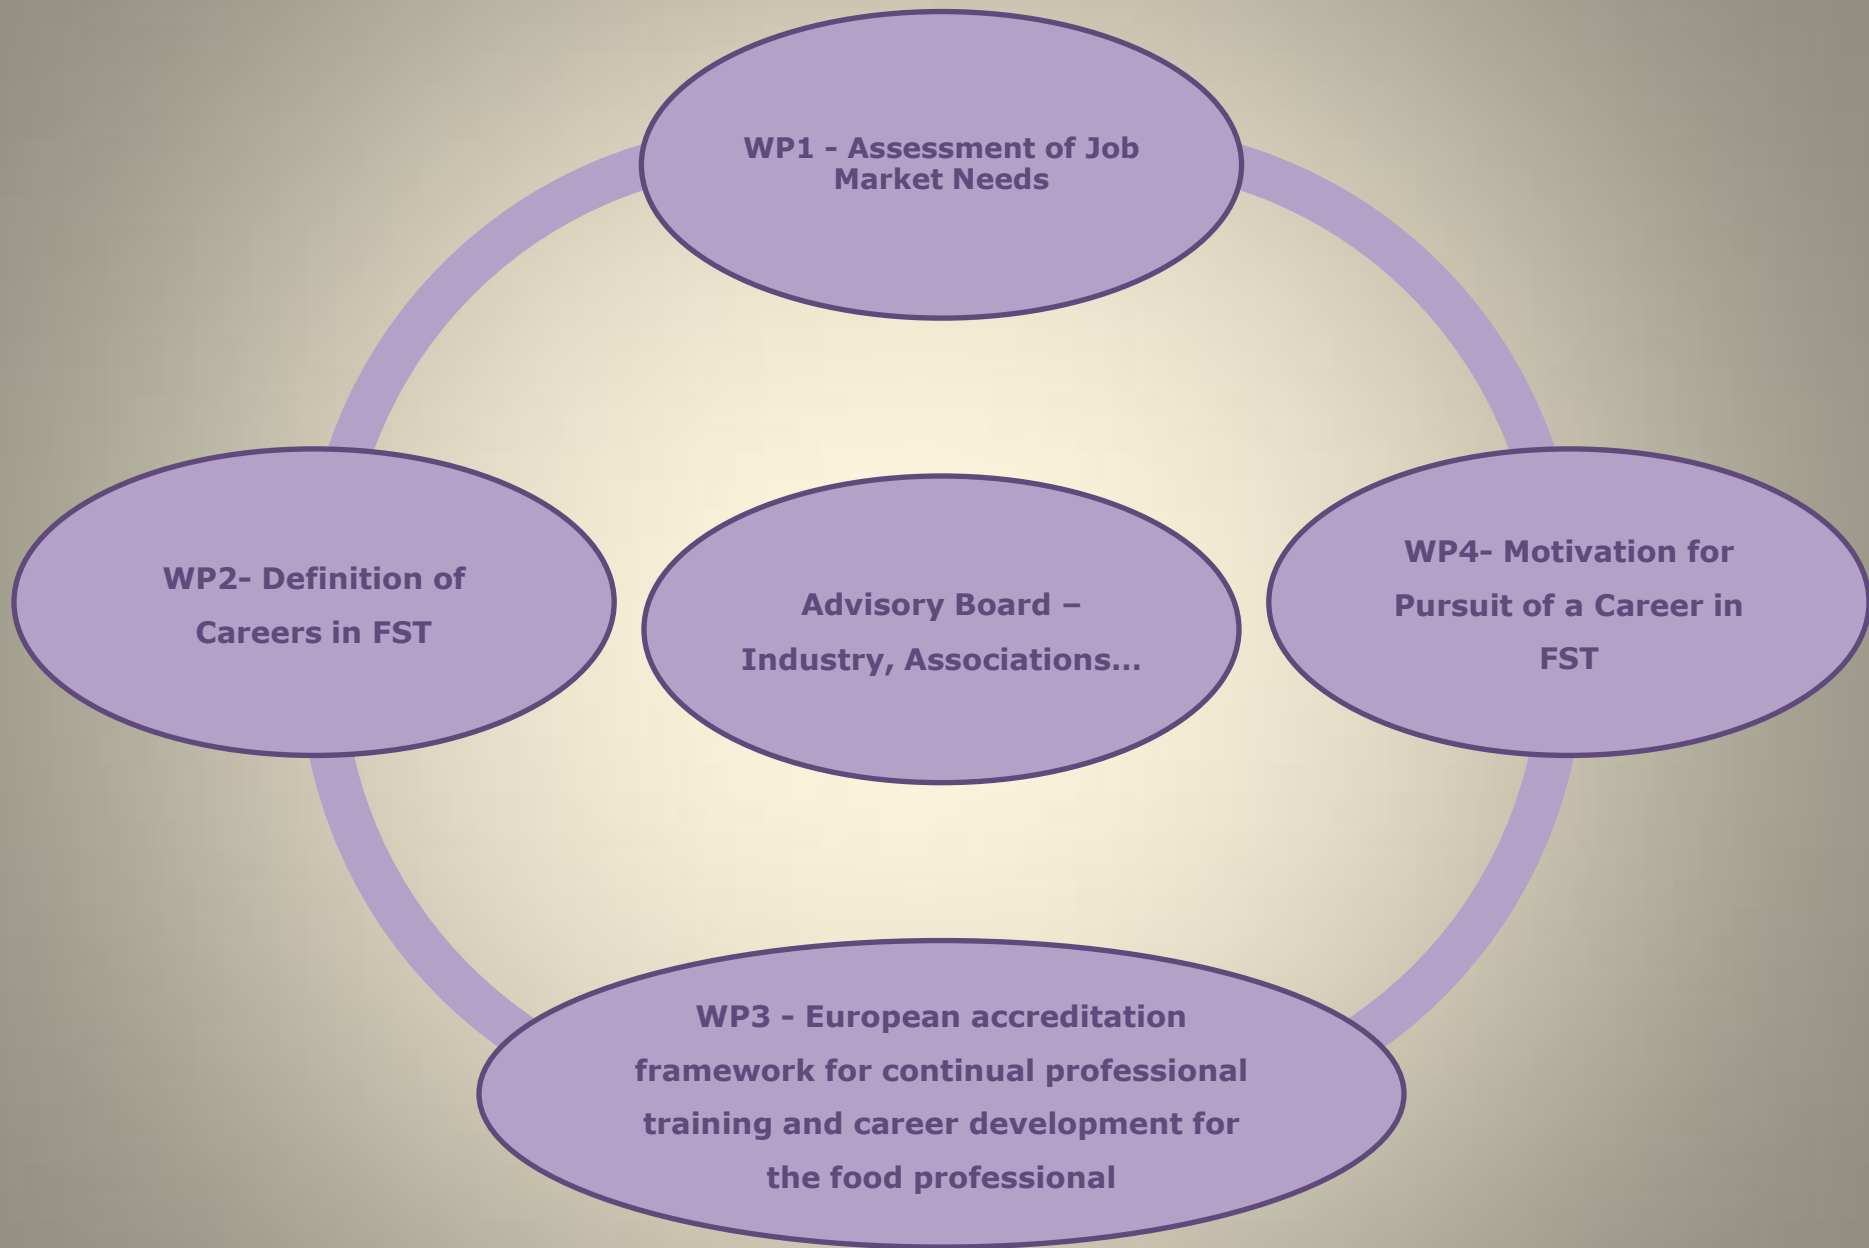 WP1 - Assessment of Job
Market Needs
WP2- Definition of
Careers in FST
Advisory Board –
Industry, Associations...
WP4- Motivation for
Pursuit of a Career in
FST
WP3 - European accreditation
framework for continual professional
training and career development for
the food professional